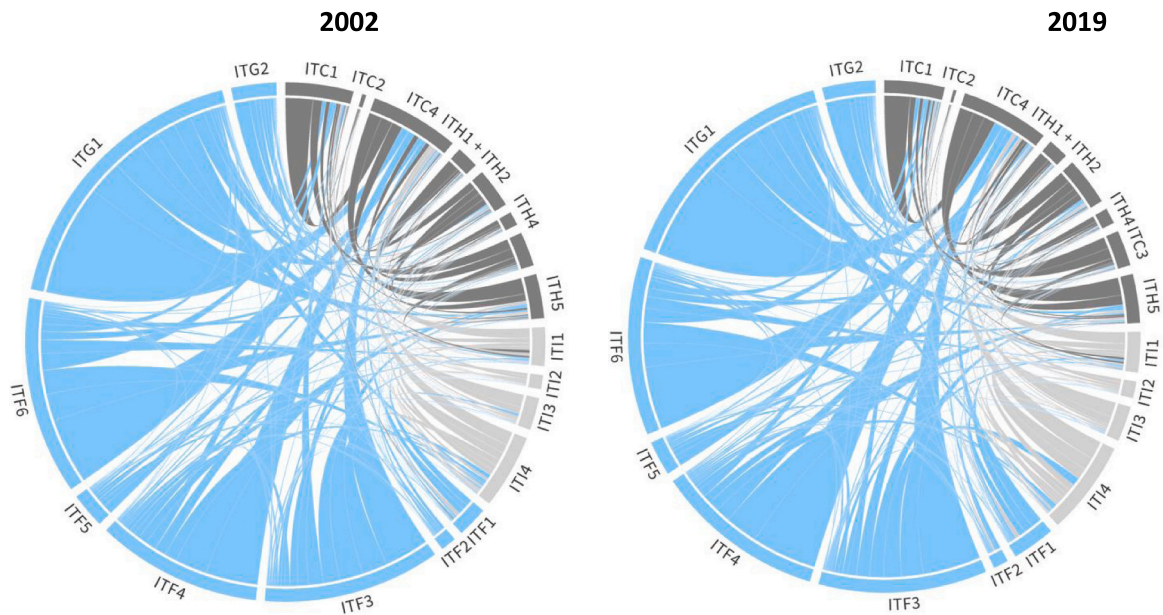 2002
2019
ITG2
ITC1
ITC2
ITC4
ITH1 + ITH2
ITH4
ITH5
ITI1
ITI2
ITI3
ITI4
ITF1
ITF2
ITF3
ITF4
ITF5
ITF6
ITG1
ITG2
ITC1
ITC2
ITC4
ITH1 + ITH2
ITH4
ITC3
ITH5
ITI1
ITI2
ITI3
ITI4
ITF1
ITF2
ITF3
ITF4
ITF5
ITF6
ITG1